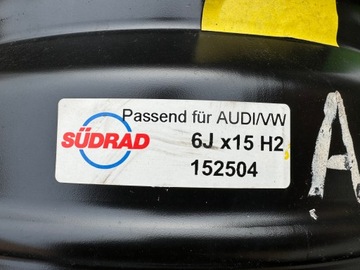 Passend für AUDI/VW
SÜDRAD
6J x15 H2
152504
A